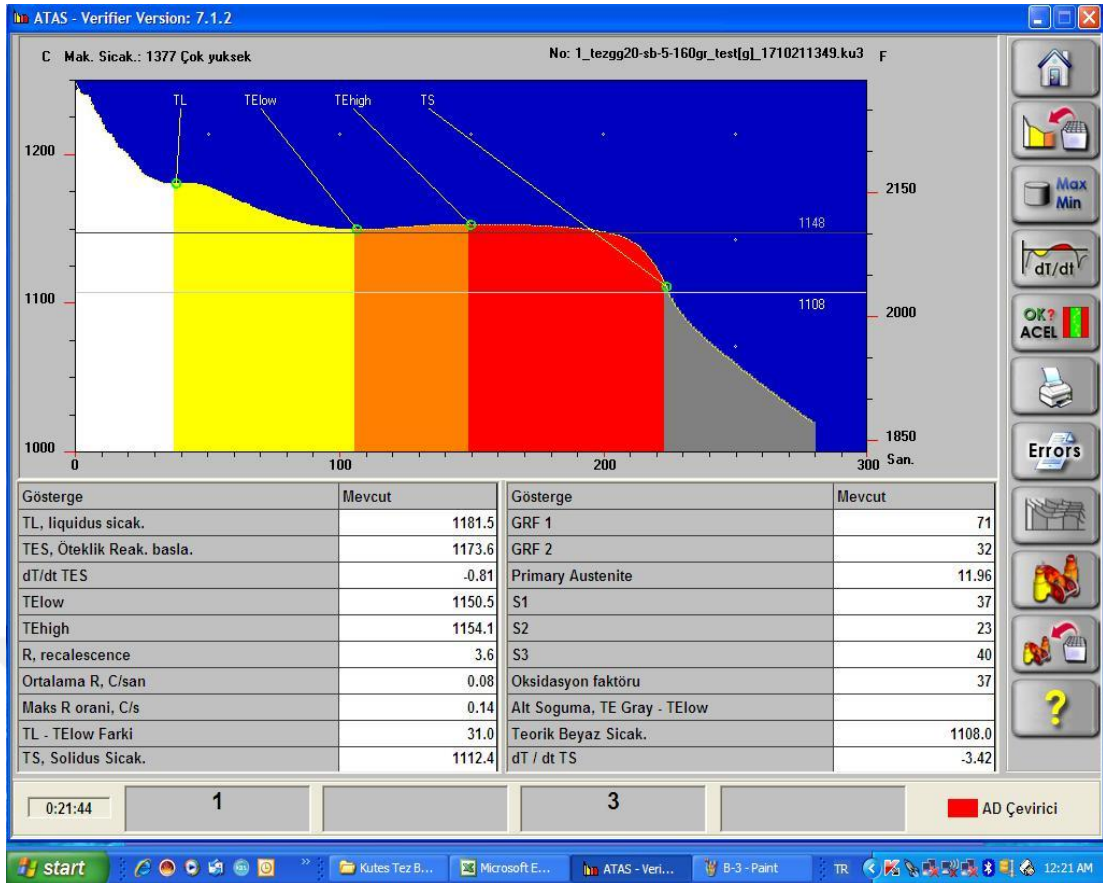 ATAS - Verifier Version: 7.1.2
C Mak. Sicak.: 1377 Çok yuksek No: 1_tezgg20-sb-5-160gr_test[g]_1710211349.ku3 F
TL TElow TEhigh TS
1200
2150
1148
1100
1108
2000
1000
1850
0 100 200 300 San.
Max
Min
dT/dt
OK?
ACEL
Errors
?
Gösterge Mevcut Gösterge Mevcut
TL, liquidus sicak. 1181.5 GRF 1 71
TES, Öteklik Reak. basla. 1173.6 GRF 2 32
dT/dt TES -0.81 Primary Austenite 11.96
TElow 1150.5 S1 37
TEhigh 1154.1 S2 23
R, recalescence 3.6 S3 40
Ortalama R, C/san 0.08 Oksidasyon faktöru 37
Maks R orani, C/s 0.14 Alt Soguma, TE Gray - TElow
TL - TElow Farki 31.0 Teorik Beyaz Sicak. 1108.0
TS, Solidus Sicak. 1112.4 dT / dt TS -3.42
0:21:44 1 3 AD Çevirici
start » Kutes Tez B... Microsoft E... ATAS - Veri... B-3 - Paint TR 12:21 AM